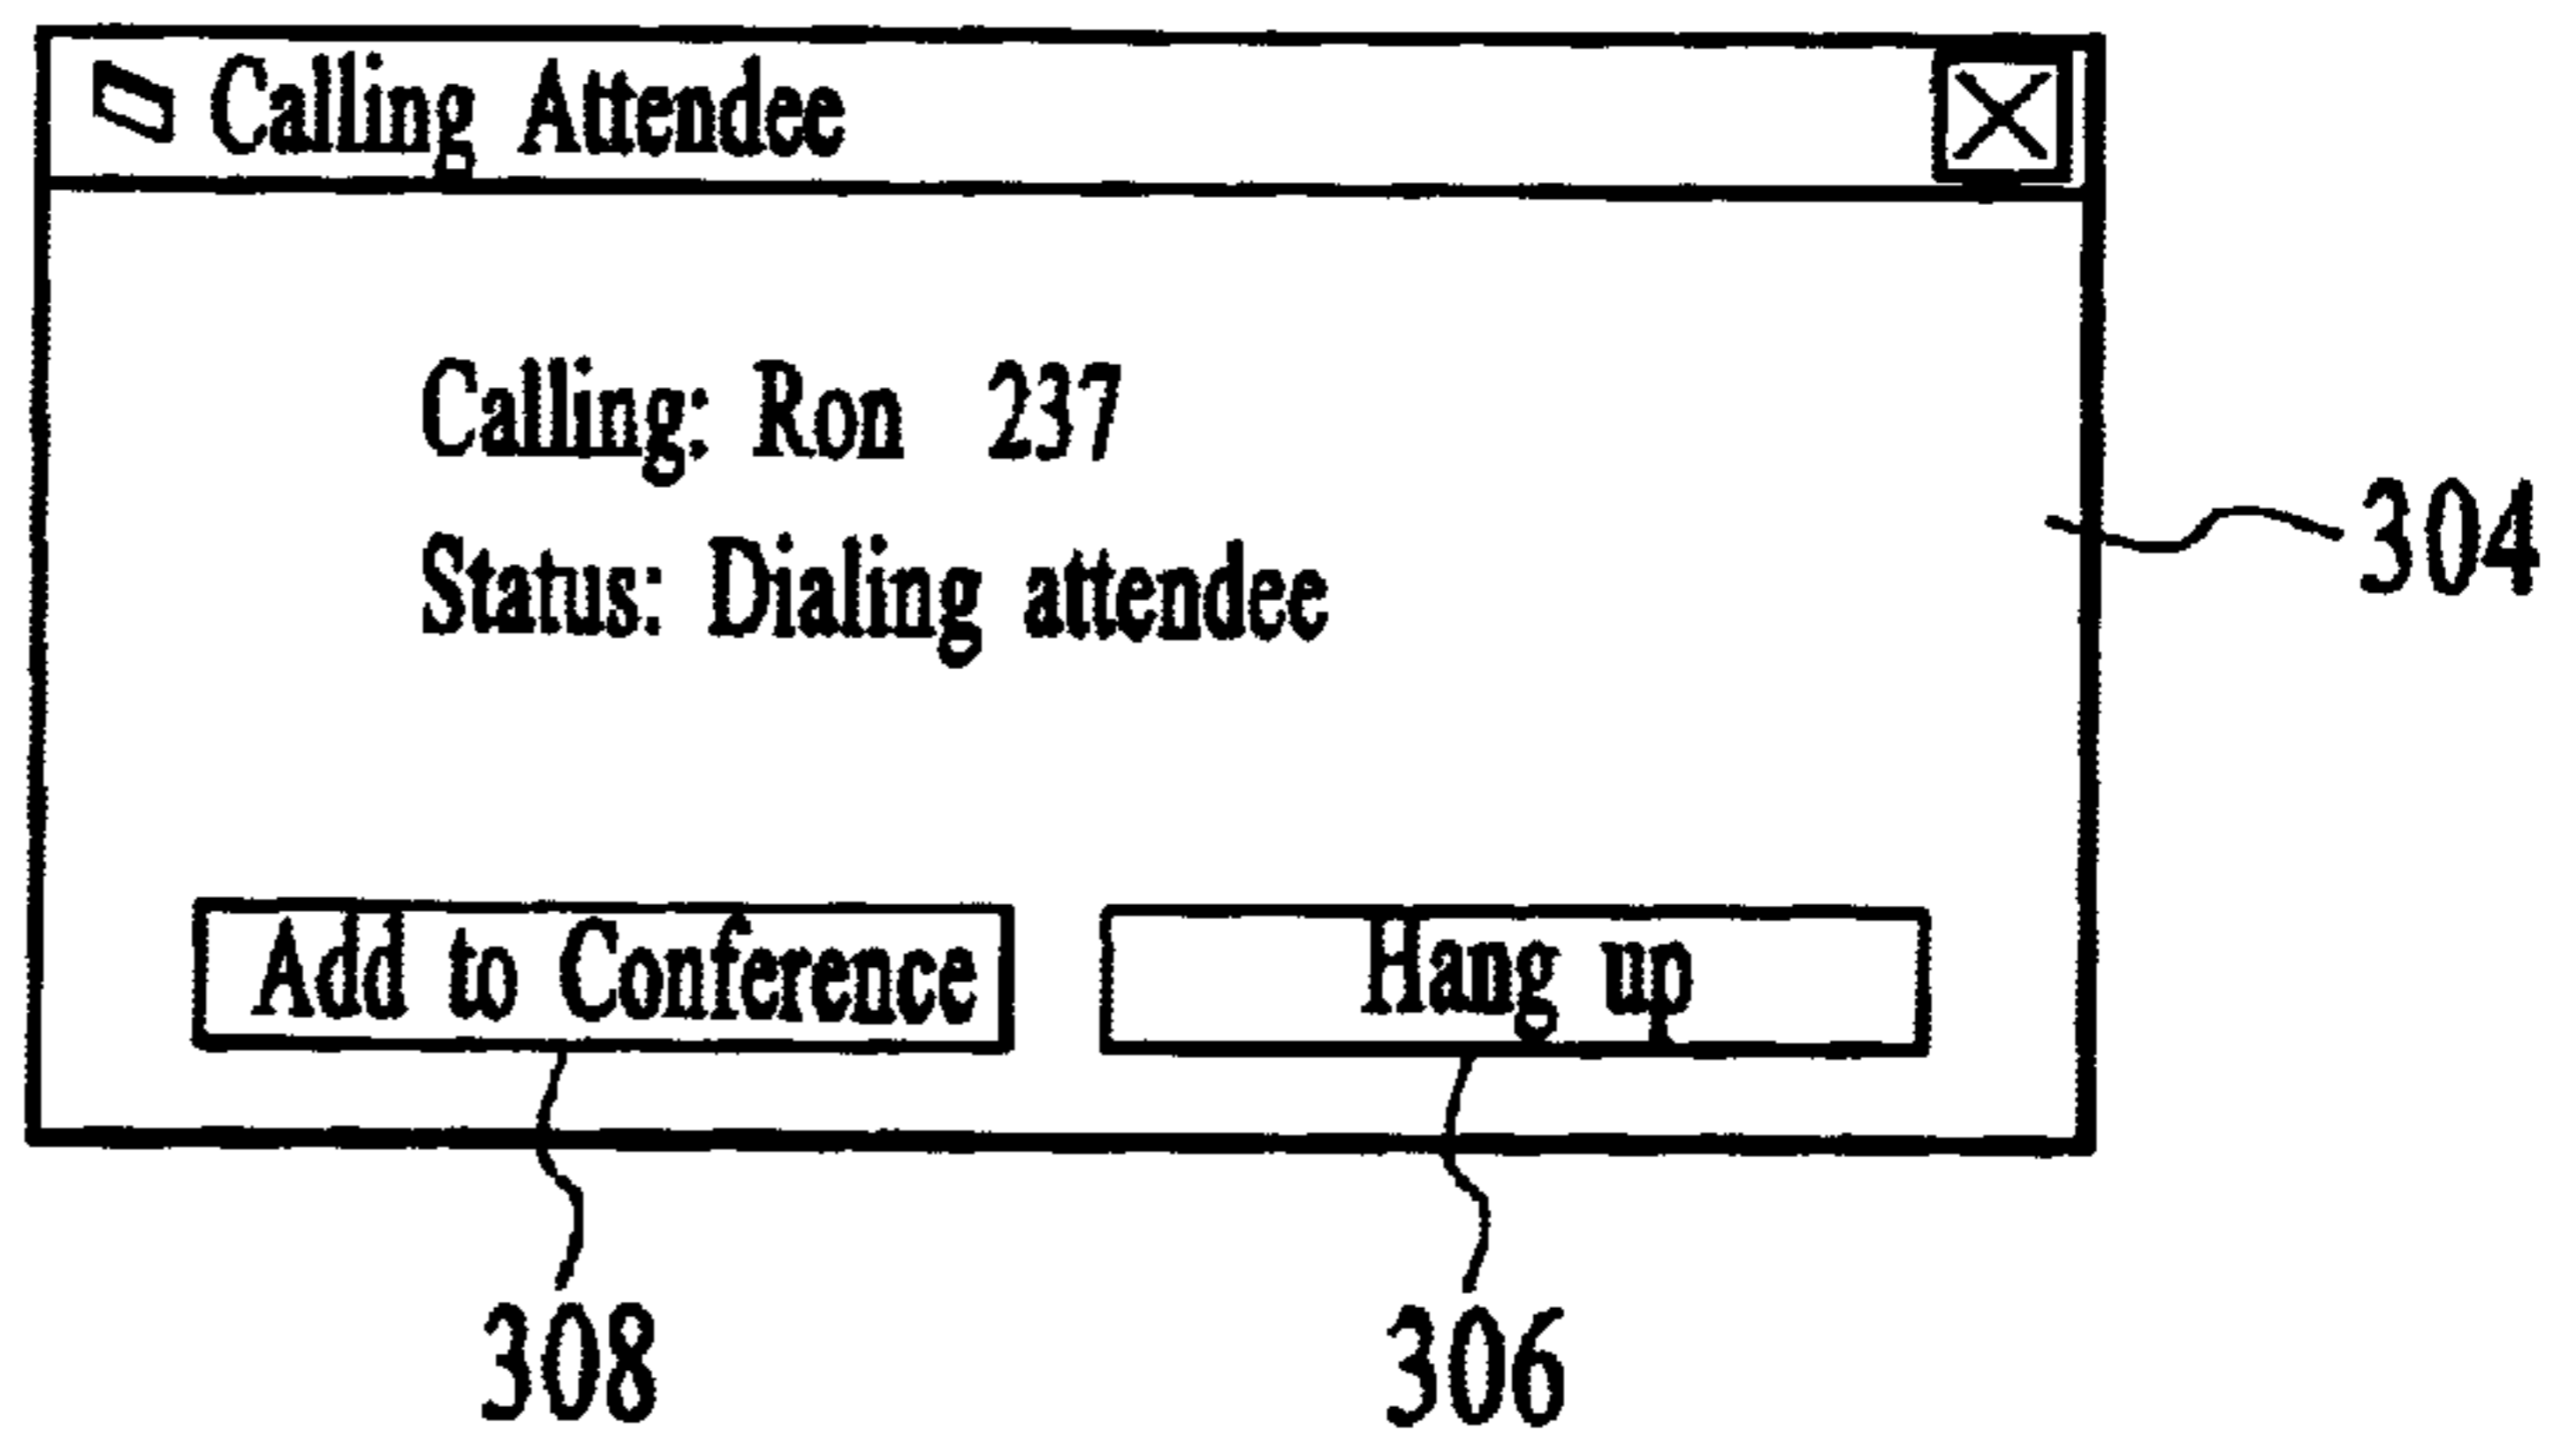 Calling Attendee
Calling: Ron 237
Status: Dialing attendee
304
Add to Conference
Hang up
308
306